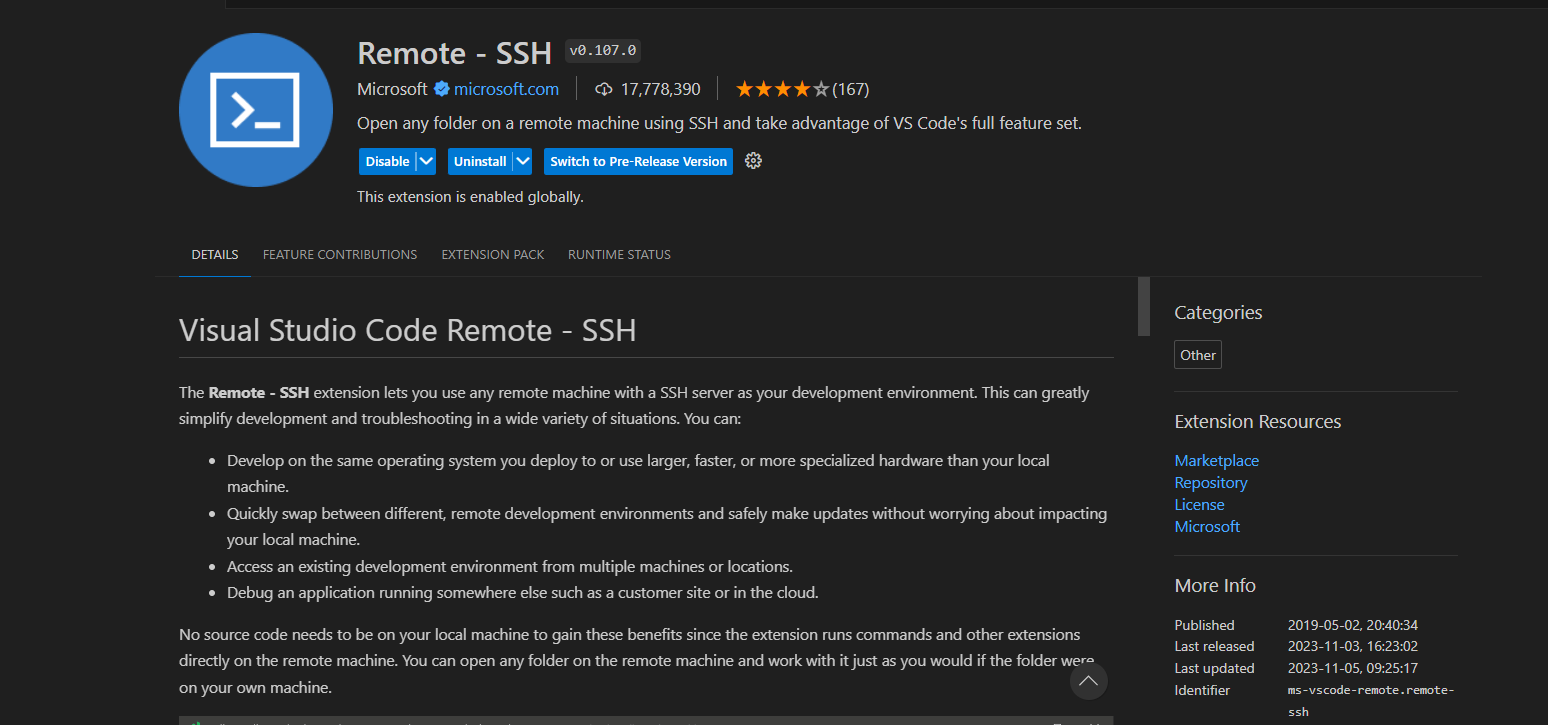 Remote - SSH v0.107.0
Microsoft microsoft.com 17,778,390 (167)
Open any folder on a remote machine using SSH and take advantage of VS Code's full feature set.
Disable Uninstall Switch to Pre-Release Version
This extension is enabled globally.
DETAILS FEATURE CONTRIBUTIONS EXTENSION PACK RUNTIME STATUS
Visual Studio Code Remote - SSH
The Remote - SSH extension lets you use any remote machine with a SSH server as your development environment. This can greatly
simplify development and troubleshooting in a wide variety of situations. You can:
Develop on the same operating system you deploy to or use larger, faster, or more specialized hardware than your local
machine.
Quickly swap between different, remote development environments and safely make updates without worrying about impacting
your local machine.
Access an existing development environment from multiple machines or locations.
Debug an application running somewhere else such as a customer site or in the cloud.
No source code needs to be on your local machine to gain these benefits since the extension runs commands and other extensions
directly on the remote machine. You can open any folder on the remote machine and work with it just as you would if the folder were
on your own machine.
Categories
Other
Extension Resources
Marketplace
Repository
License
Microsoft
More Info
Published 2019-05-02, 20:40:34
Last released 2023-11-03, 16:23:02
Last updated 2023-11-05, 09:25:17
Identifier ms-vscode-remote.remote-
ssh